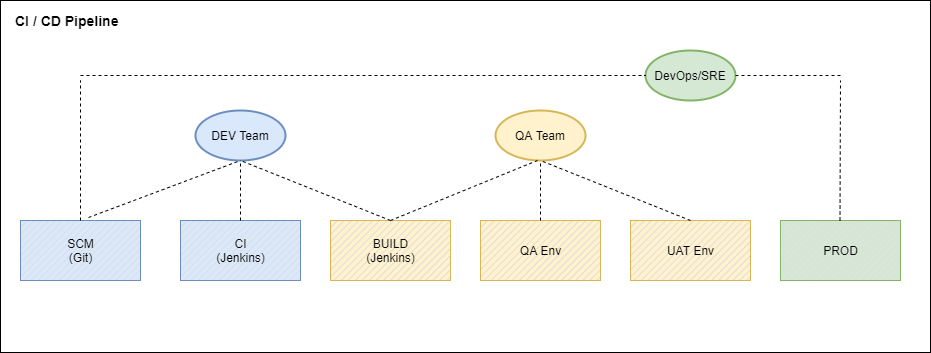 CI / CD Pipeline
DevOps/SRE
DEV Team
QA Team
SCM
(Git)
CI
(Jenkins)
BUILD
(Jenkins)
QA Env
UAT Env
PROD